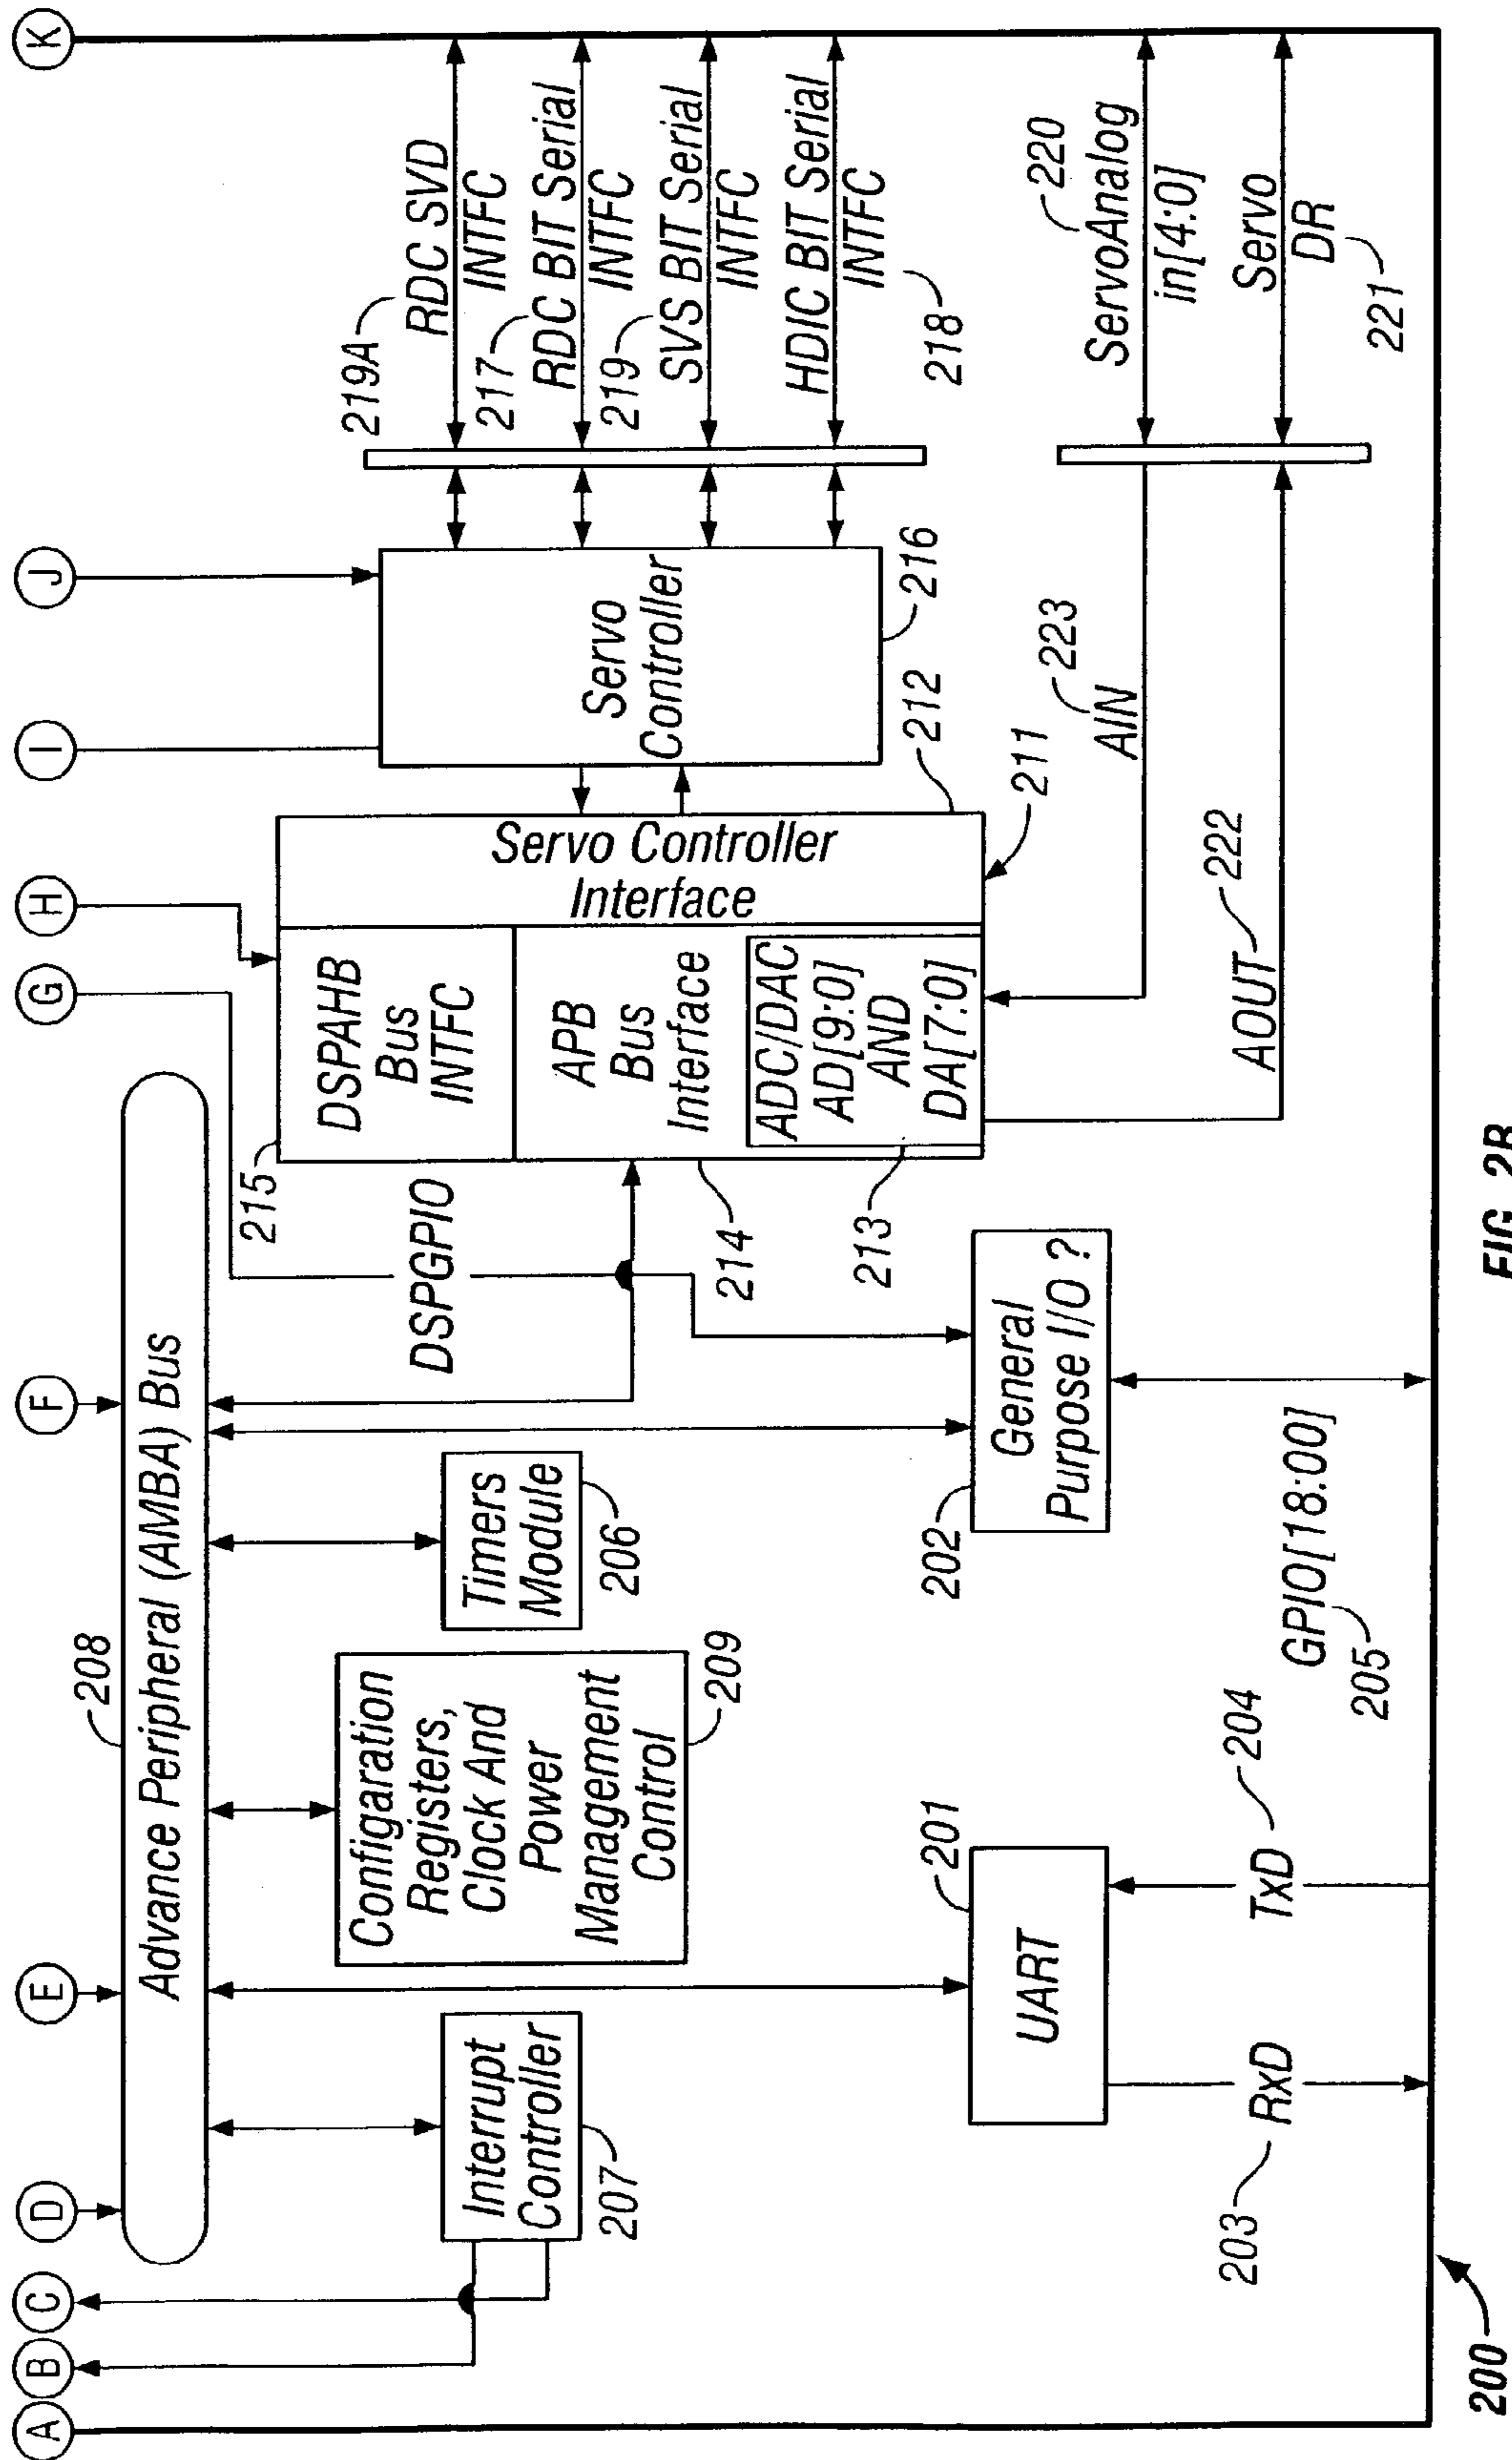 A
B
C
D
E
F
G
H
I
J
K
208
Advance Peripheral (AMBA) Bus
Interrupt
Controller
207
Configaration
Registers,
Clock And
Power
Management
Control
209
Timers
Module
206
DSPGPIO
215
DSPAHB
Bus
INTFC
APB
Bus
Interface
214
ADC/DAC
AD[9:0]
AND
DA[7:0]
213
Servo Controller
Interface
212
211
Servo
Controller
216
219A
RDC SVD
INTFC
217
RDC BIT Serial
INTFC
219
SVS BIT Serial
INTFC
HDIC BIT Serial
INTFC
218
220
ServoAnalog
in[4:0]
Servo
DR
221
223
AIN
222
AOUT
201
UART
203
RxD
TxD
204
202
General
Purpose I/O ?
GPIO[18:00]
205
200
FIG. 2B